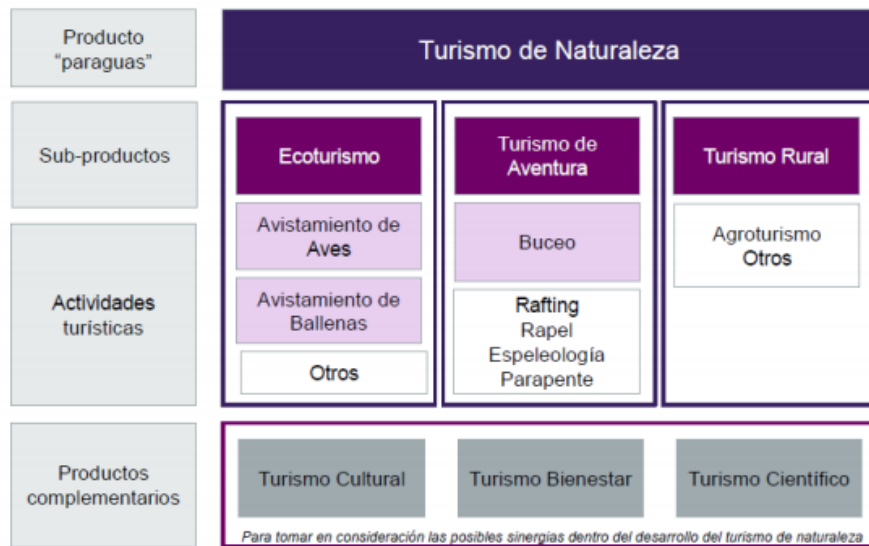 Producto
“paraguas”
Turismo de Naturaleza
Sub-productos
Ecoturismo
Turismo de
Aventura
Turismo Rural
Actividades
turísticas
Avistamiento de
Aves
Avistamiento de
Ballenas
Otros
Buceo
Rafting
Rapel
Espeleología
Parapente
Agroturismo
Otros
Productos
complementarios
Turismo Cultural
Turismo Bienestar
Turismo Científico
Para tomar en consideración las posibles sinergias dentro del desarrollo del turismo de naturaleza